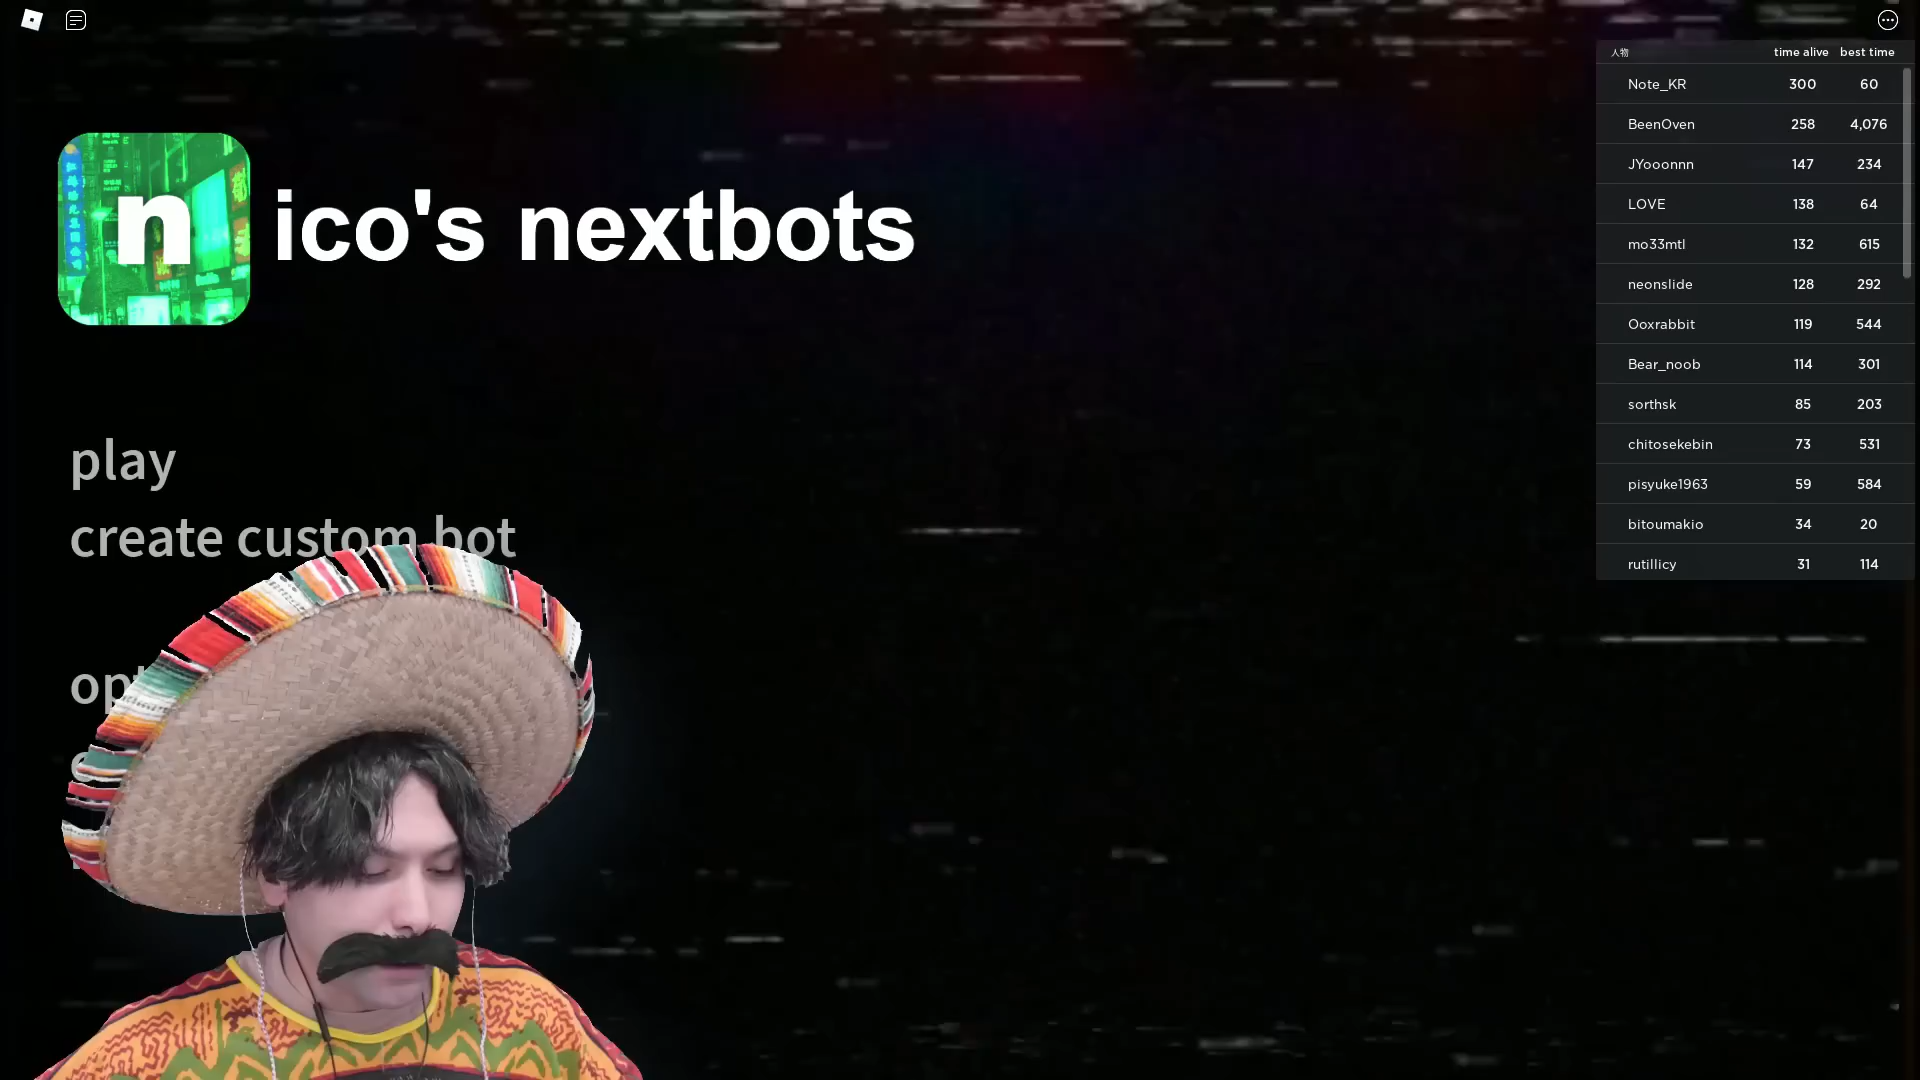 人物 time alive best time
Note_KR 300 60
BeenOven 258 4,076
JYooonnn 147 234
LOVE 138 64
mo33mtl 132 615
neonslide 128 292
Ooxrabbit 119 544
Bear_noob 114 301
sorthsk 85 203
chitosekebin 73 531
pisyuke1963 59 584
bitoumakio 34 20
rutillicy 31 114
n ico's nextbots
play
create custom bot